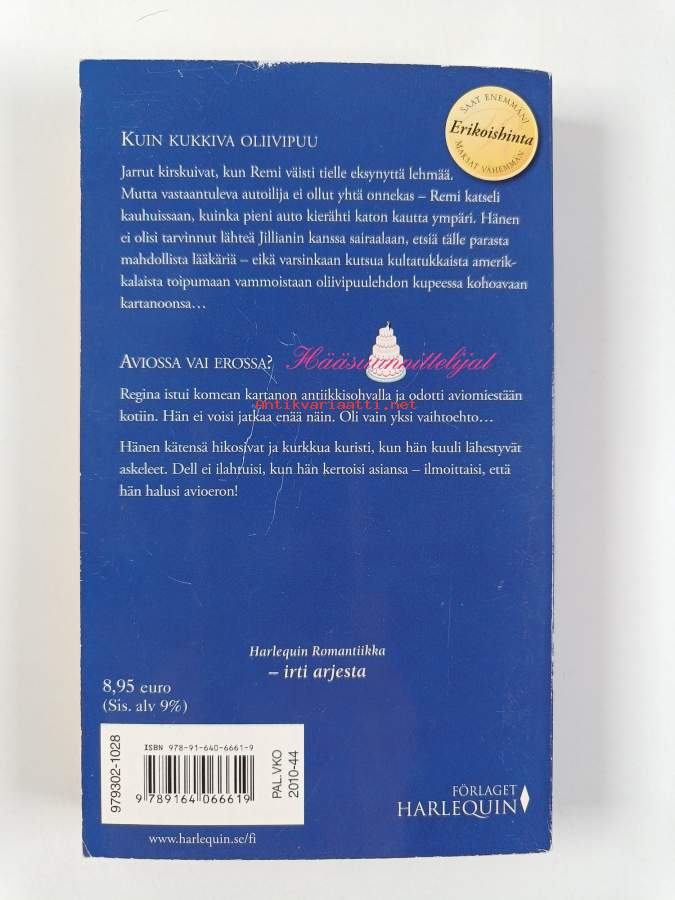 SAAT ENEMMÄN!
Erikoishinta
MAKSAT VÄHEMMÄN
KUIN KUKKIVA OLIIVIPUU
Jarrut kirskuivat, kun Remi väisti tielle eksynyttä lehmää.
Mutta vastaantuleva autoilija ei ollut yhtä onnekas – Remi katseli
kauhuissaan, kuinka pieni auto kierähti katon kautta ympäri. Hänen
ei olisi tarvinnut lähteä Jillianin kanssa sairaalaan, etsiä tälle parasta
mahdollista lääkäriä – eikä varsinkaan kutsua kultatukkaista amerik-
kalaista toipumaan vammoistaan oliivipuulehdon kupeessa kohoavaan
kartanoonsa…
AVIOSSA VAI EROSSA? Hääsuunnittelijat
Regina istui komean kartanon antiikkisohvalla ja odotti aviomiestään
Antikvariaatti.net
kotiin. Hän ei voisi jatkaa enää näin. Oli vain yksi vaihtoehto…
Hänen kätensä hikosivat ja kurkkua kuristi, kun hän kuuli lähestyvät
askeleet. Dell ei ilahtuisi, kun hän kertoisi asiansa – ilmoittaisi, että
hän halusi avioeron!
Harlequin Romantiikka
– irti arjesta
8,95 euro
(Sis. alv 9%)
979302-1028
ISBN 978-91-640-6661-9
9 789164 066619
PAL.VKO
2010-44
www.harlequin.se/fi
FÖRLAGET
HARLEQUIN